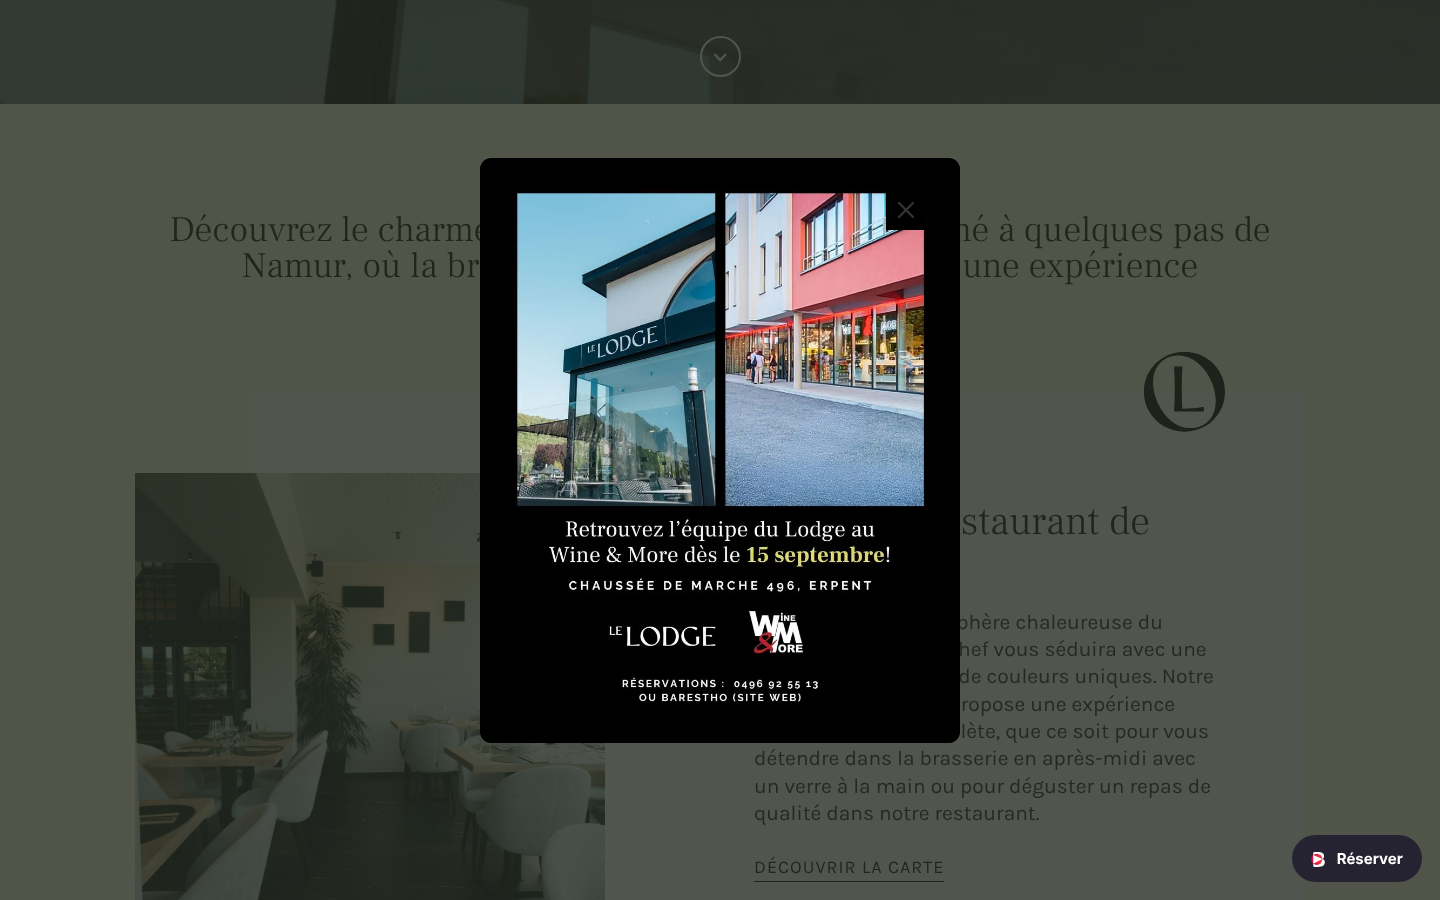 Découvrez le charme
né à quelques pas de
Namur, où la br
une expérience
L
LE LODGE
Retrouvez l'équipe du Lodge au
Wine & More dès le 15 septembre!
CHAUSSÉE DE MARCHE 496, ERPENT
LE LODGE
WINE & MORE
RÉSERVATIONS : 0496 92 55 13
OU BARESTHO (SITE WEB)
staurant de
phère chaleureuse du
hef vous séduira avec une
de couleurs uniques. Notre
ropose une expérience
lète, que ce soit pour vous
détendre dans la brasserie en après-midi avec
un verre à la main ou pour déguster un repas de
qualité dans notre restaurant.
DÉCOUVRIR LA CARTE
Réserver